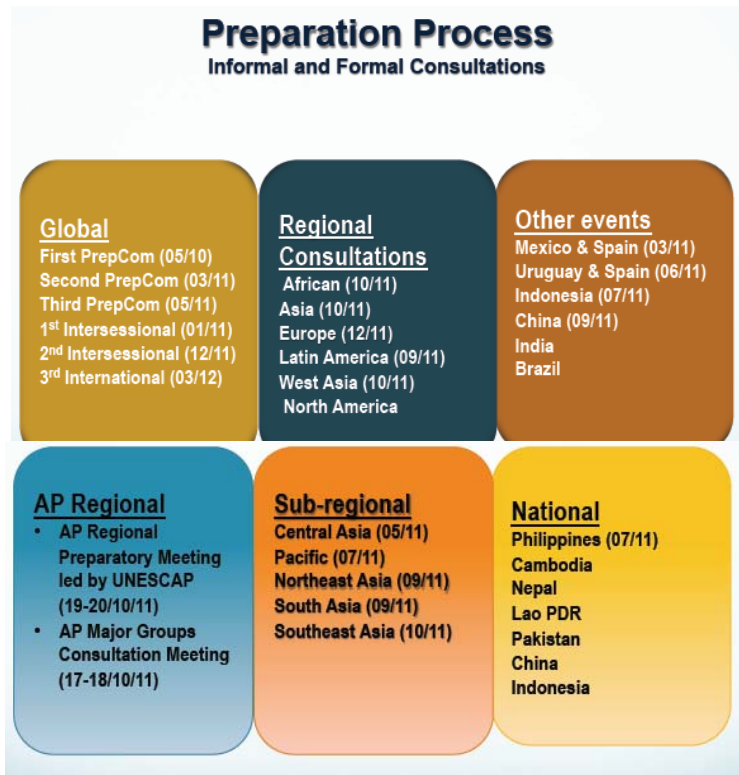 Preparation Process
Informal and Formal Consultations
Global
First PrepCom (05/10)
Second PrepCom (03/11)
Third PrepCom (05/11)
1st Intersessional (01/11)
2nd Intersessional (12/11)
3rd International (03/12)
Regional
Consultations
African (10/11)
Asia (10/11)
Europe (12/11)
Latin America (09/11)
West Asia (10/11)
North America
Other events
Mexico & Spain (03/11)
Uruguay & Spain (06/11)
Indonesia (07/11)
China (09/11)
India
Brazil
AP Regional
• AP Regional
Preparatory Meeting
led by UNESCAP
(19-20/10/11)
• AP Major Groups
Consultation Meeting
(17-18/10/11)
Sub-regional
Central Asia (05/11)
Pacific (07/11)
Northeast Asia (09/11)
South Asia (09/11)
Southeast Asia (10/11)
National
Philippines (07/11)
Cambodia
Nepal
Lao PDR
Pakistan
China
Indonesia